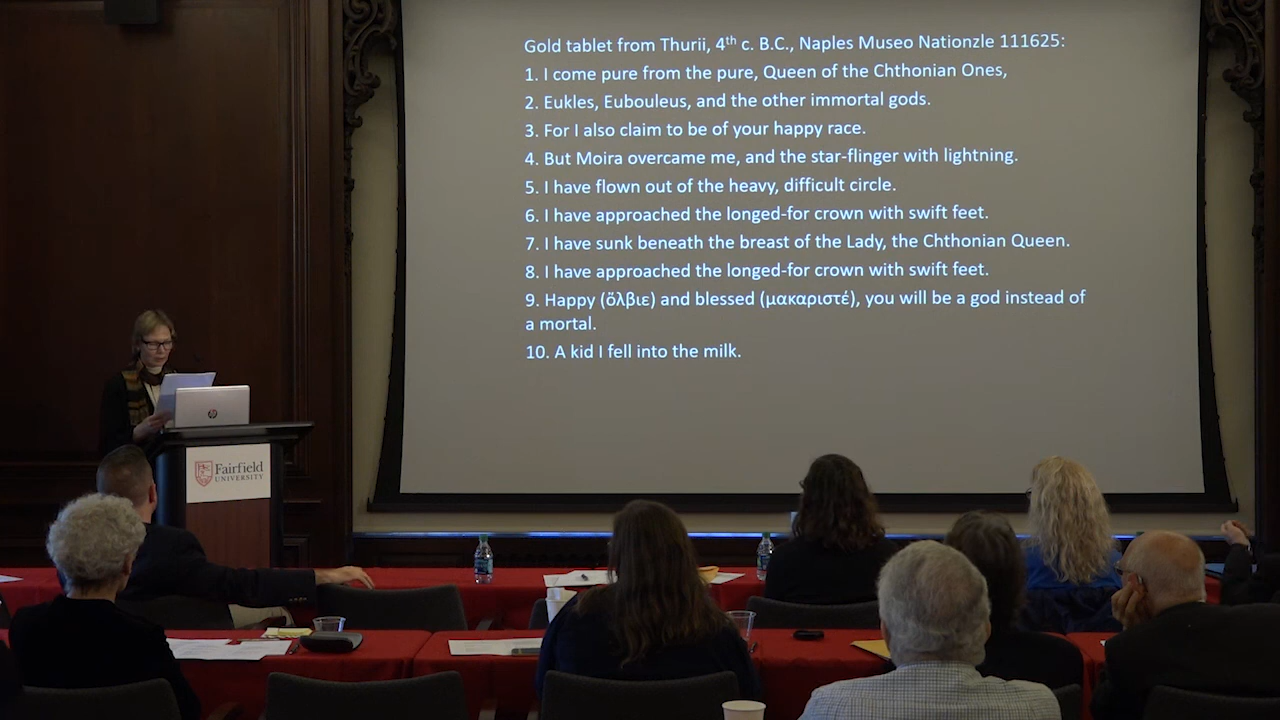 Gold tablet from Thurii, 4th c. B.C., Naples Museo Nationzle 111625:
1. I come pure from the pure, Queen of the Chthonian Ones,
2. Eukles, Eubouleus, and the other immortal gods.
3. For I also claim to be of your happy race.
4. But Moira overcame me, and the star-flinger with lightning.
5. I have flown out of the heavy, difficult circle.
6. I have approached the longed-for crown with swift feet.
7. I have sunk beneath the breast of the Lady, the Chthonian Queen.
8. I have approached the longed-for crown with swift feet.
9. Happy (ὄλβιε) and blessed (μακαριστέ), you will be a god instead of
a mortal.
10. A kid I fell into the milk.
hp
Fairfield
UNIVERSITY